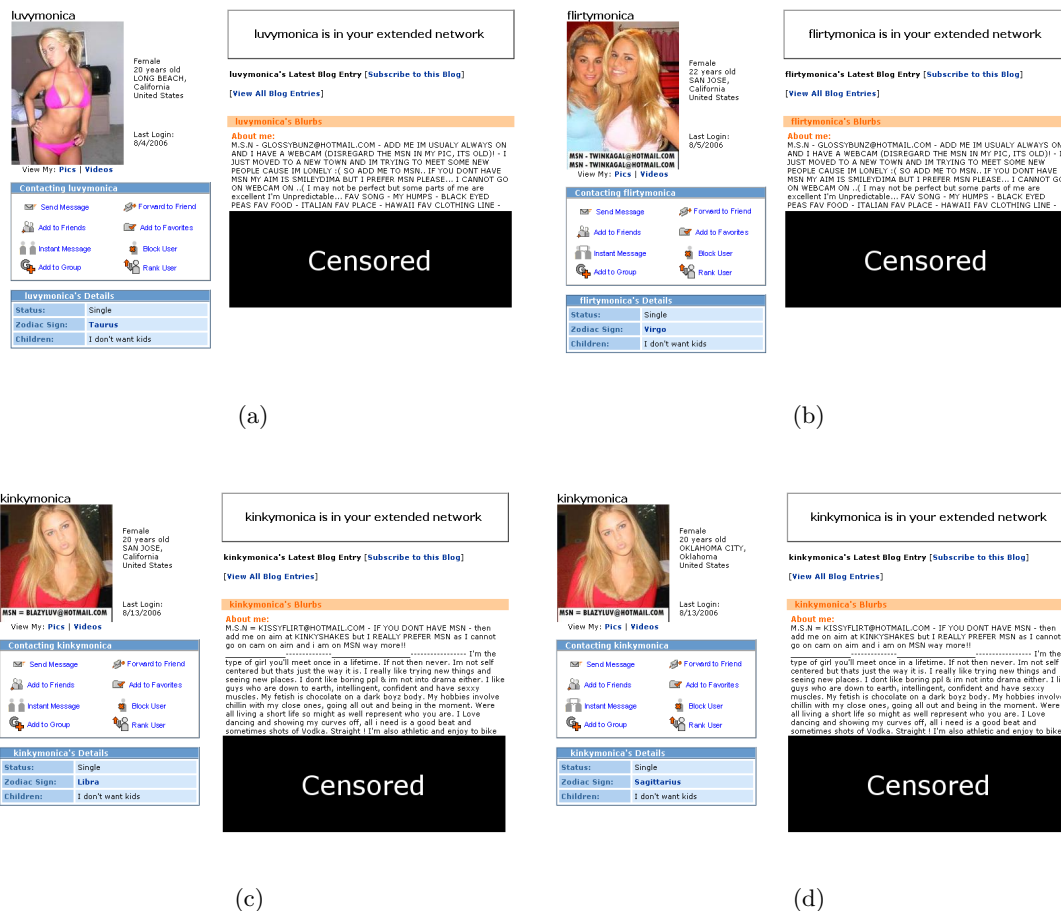 luvymonica
Female
20 years old
LONG BEACH,
California
United States
Last Login:
8/4/2006
View My: Pics | Videos
Contacting luvymonica
Send Message
Forward to Friend
Add to Friends
Add to Favorites
Instant Message
Block User
Add to Group
Rank User
luvymonica's Details
Status: Single
Zodiac Sign: Taurus
Children: I don't want kids
luvymonica is in your extended network
luvymonica's Latest Blog Entry [Subscribe to this Blog]
[View All Blog Entries]
luvymonica's Blurbs
About me:
M.S.N - GLOSSYBUNZ@HOTMAIL.COM - ADD ME IM USUALY ALWAYS ON
AND I HAVE A WEBCAM (DISREGARD THE MSN IN MY PIC, ITS OLD)! - I
JUST MOVED TO A NEW TOWN AND IM TRYING TO MEET SOME NEW
PEOPLE CAUSE IM LONELY :( SO ADD ME TO MSN.. IF YOU DONT HAVE
MSN MY AIM IS SMILEYDIMA BUT I PREFER MSN PLEASE... I CANNOT GO
ON WEBCAM ON ..( I may not be perfect but some parts of me are
excellent I'm Unpredictable... FAV SONG - MY HUMPS - BLACK EYED
PEAS FAV FOOD - ITALIAN FAV PLACE - HAWAII FAV CLOTHING LINE -
Censored
(a)
flirtymonica
MSN - TWINKAGAL@HOTMAIL.COM
Female
22 years old
SAN JOSE,
California
United States
Last Login:
8/5/2006
View My: Pics | Videos
Contacting flirtymonica
Send Message
Forward to Friend
Add to Friends
Add to Favorites
Instant Message
Block User
Add to Group
Rank User
flirtymonica's Details
Status: Single
Zodiac Sign: Virgo
Children: I don't want kids
flirtymonica is in your extended network
flirtymonica's Latest Blog Entry [Subscribe to this Blog]
[View All Blog Entries]
flirtymonica's Blurbs
About me:
M.S.N - GLOSSYBUNZ@HOTMAIL.COM - ADD ME IM USUALY ALWAYS ON
AND I HAVE A WEBCAM (DISREGARD THE MSN IN MY PIC, ITS OLD)! - I
JUST MOVED TO A NEW TOWN AND IM TRYING TO MEET SOME NEW
PEOPLE CAUSE IM LONELY :( SO ADD ME TO MSN.. IF YOU DONT HAVE
MSN MY AIM IS SMILEYDIMA BUT I PREFER MSN PLEASE... I CANNOT GO
ON WEBCAM ON ..( I may not be perfect but some parts of me are
excellent I'm Unpredictable... FAV SONG - MY HUMPS - BLACK EYED
PEAS FAV FOOD - ITALIAN FAV PLACE - HAWAII FAV CLOTHING LINE -
Censored
(b)
kinkymonica
MSN = BLAZYLUV@HOTMAIL.COM
Female
20 years old
SAN JOSE,
California
United States
Last Login:
8/13/2006
View My: Pics | Videos
Contacting kinkymonica
Send Message
Forward to Friend
Add to Friends
Add to Favorites
Instant Message
Block User
Add to Group
Rank User
kinkymonica's Details
Status: Single
Zodiac Sign: Libra
Children: I don't want kids
kinkymonica is in your extended network
kinkymonica's Latest Blog Entry [Subscribe to this Blog]
[View All Blog Entries]
kinkymonica's Blurbs
About me:
M.S.N = KISSYFLIRT@HOTMAIL.COM - IF YOU DONT HAVE MSN - then
add me on aim at KINKYSHAKES but I REALLY PREFER MSN as I cannot
go on cam on aim and i am on MSN way more!!
______________--------------____________________----------------- I'm the
type of girl you'll meet once in a lifetime. If not then never. Im not self
centered but thats just the way it is. I really like trying new things and
seeing new places. I dont like boring ppl & im not into drama either. I like
guys who are down to earth, intellingent, confident and have sexxy
muscles. My fetish is chocolate on a dark boyz body. My hobbies involve
chillin with my close ones, going all out and being in the moment. Were
all living a short life so might as well represent who you are. I Love
dancing and showing my curves off, all i need is a good beat and
sometimes shots of Vodka. Straight ! I'm also athletic and enjoy to bike
Censored
(c)
kinkymonica
MSN = BLAZYLUV@HOTMAIL.COM
Female
20 years old
OKLAHOMA CITY,
Oklahoma
United States
Last Login:
8/13/2006
View My: Pics | Videos
Contacting kinkymonica
Send Message
Forward to Friend
Add to Friends
Add to Favorites
Instant Message
Block User
Add to Group
Rank User
kinkymonica's Details
Status: Single
Zodiac Sign: Sagittarius
Children: I don't want kids
kinkymonica is in your extended network
kinkymonica's Latest Blog Entry [Subscribe to this Blog]
[View All Blog Entries]
kinkymonica's Blurbs
About me:
M.S.N = KISSYFLIRT@HOTMAIL.COM - IF YOU DONT HAVE MSN - then
add me on aim at KINKYSHAKES but I REALLY PREFER MSN as I cannot
go on cam on aim and i am on MSN way more!!
______________--------------____________________----------------- I'm the
type of girl you'll meet once in a lifetime. If not then never. Im not self
centered but thats just the way it is. I really like trying new things and
seeing new places. I dont like boring ppl & im not into drama either. I li
guys who are down to earth, intellingent, confident and have sexxy
muscles. My fetish is chocolate on a dark boyz body. My hobbies involve
chillin with my close ones, going all out and being in the moment. Were
all living a short life so might as well represent who you are. I Love
dancing and showing my curves off, all i need is a good beat and
sometimes shots of Vodka. Straight ! I'm also athletic and enjoy to bike
Censored
(d)